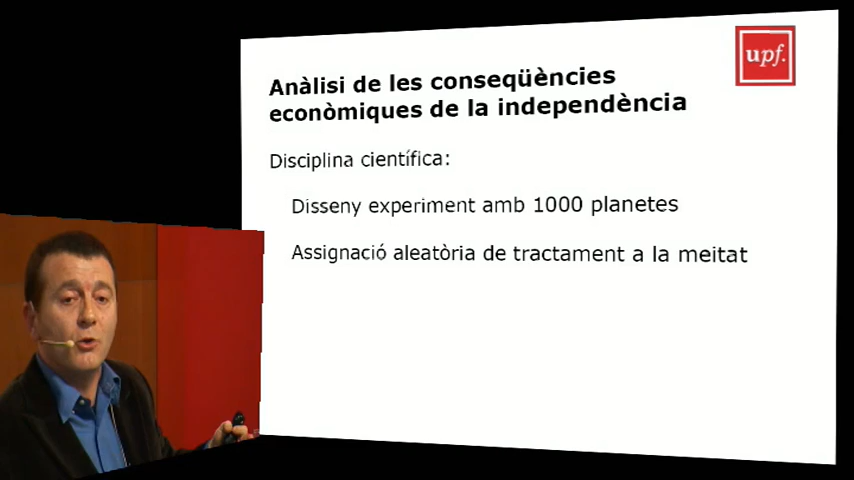 Anàlisi de les conseqüències
econòmiques de la independència
upf.
Disciplina científica:
Disseny experiment amb 1000 planetes
Assignació aleatòria de tractament a la meitat